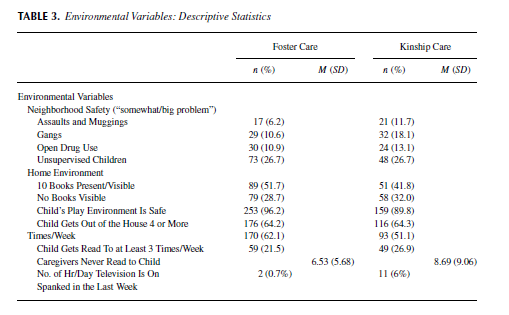 TABLE 3. Environmental Variables: Descriptive Statistics
Foster Care Kinship Care
n (%) M (SD) n (%) M (SD)
Environmental Variables
Neighborhood Safety (“somewhat/big problem”)
Assaults and Muggings 17 (6.2) 21 (11.7)
Gangs 29 (10.6) 32 (18.1)
Open Drug Use 30 (10.9) 24 (13.1)
Unsupervised Children 73 (26.7) 48 (26.7)
Home Environment
10 Books Present/Visible 89 (51.7) 51 (41.8)
No Books Visible 79 (28.7) 58 (32.0)
Child's Play Environment Is Safe 253 (96.2) 159 (89.8)
Child Gets Out of the House 4 or More 176 (64.2) 116 (64.3)
Times/Week 170 (62.1) 93 (51.1)
Child Gets Read To at Least 3 Times/Week 59 (21.5) 49 (26.9)
Caregivers Never Read to Child 6.53 (5.68) 8.69 (9.06)
No. of Hr/Day Television Is On 2 (0.7%) 11 (6%)
Spanked in the Last Week